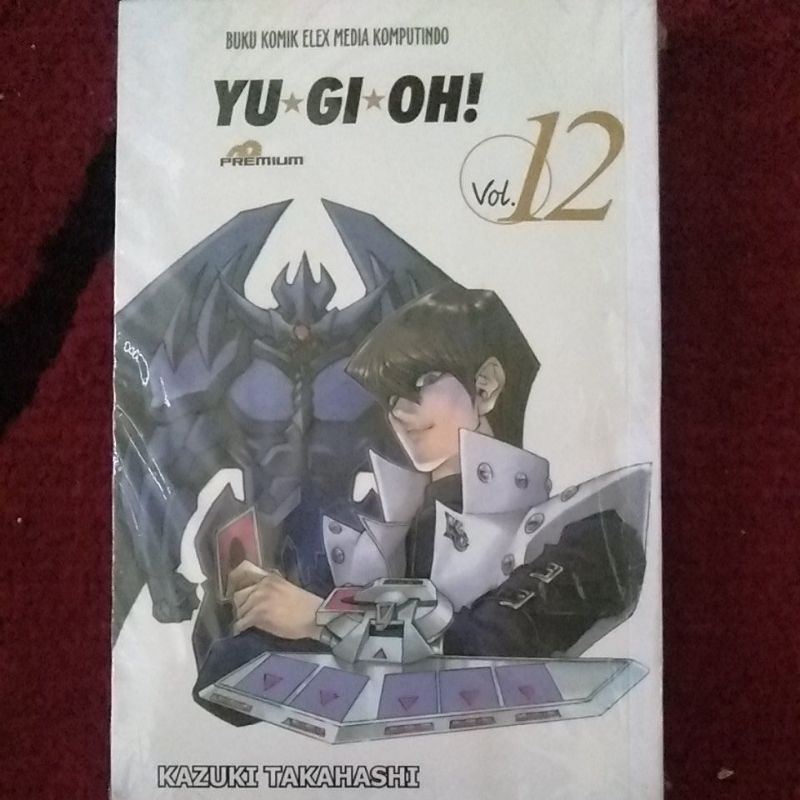 BUKU KOMIK ELEX MEDIA KOMPUTINDO
YU★GI★OH!
PREMIUM
Vol. 12
KAZUKI TAKAHASHI